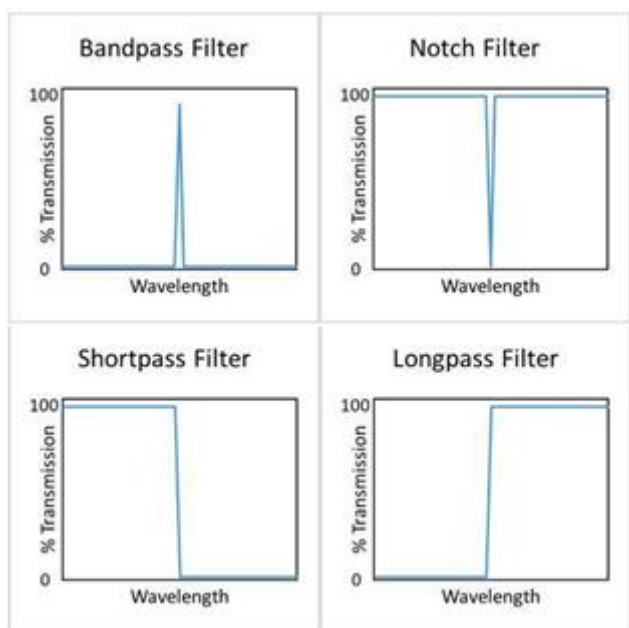 Bandpass Filter
100
% Transmission
0
Wavelength
Notch Filter
100
% Transmission
0
Wavelength
Shortpass Filter
100
% Transmission
0
Wavelength
Longpass Filter
100
% Transmission
0
Wavelength